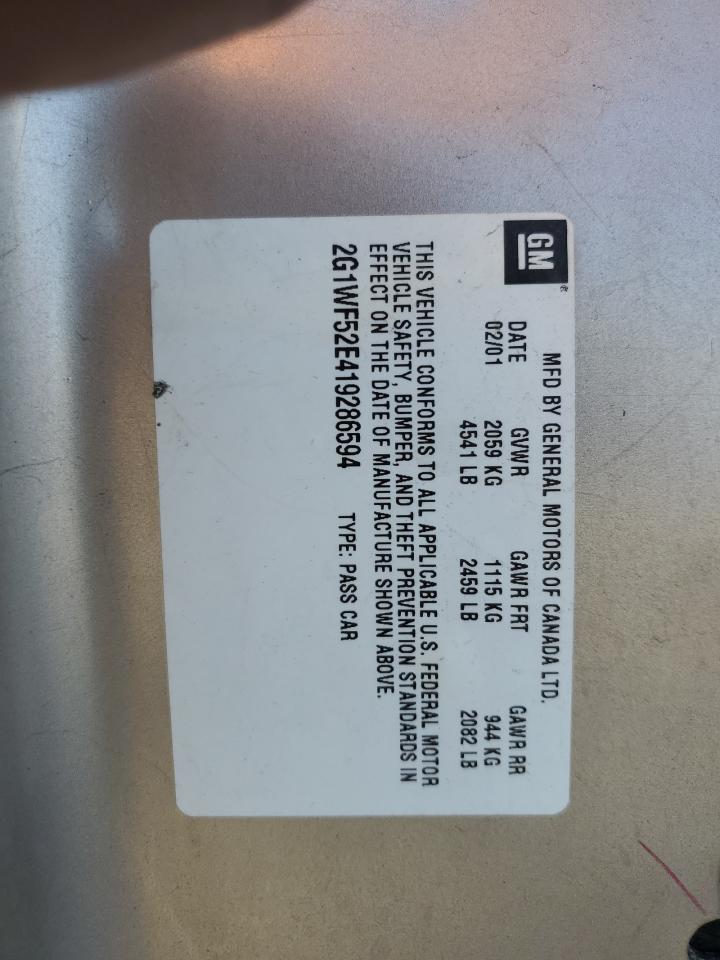 GM®
MFD BY GENERAL MOTORS OF CANADA LTD.
DATE GVWR GAWR FRT GAWR RR
02/01 2059 KG 1115 KG 944 KG
4541 LB 2459 LB 2082 LB
THIS VEHICLE CONFORMS TO ALL APPLICABLE U.S. FEDERAL MOTOR
VEHICLE SAFETY, BUMPER, AND THEFT PREVENTION STANDARDS IN
EFFECT ON THE DATE OF MANUFACTURE SHOWN ABOVE.
2G1WF52E419286594 TYPE: PASS CAR